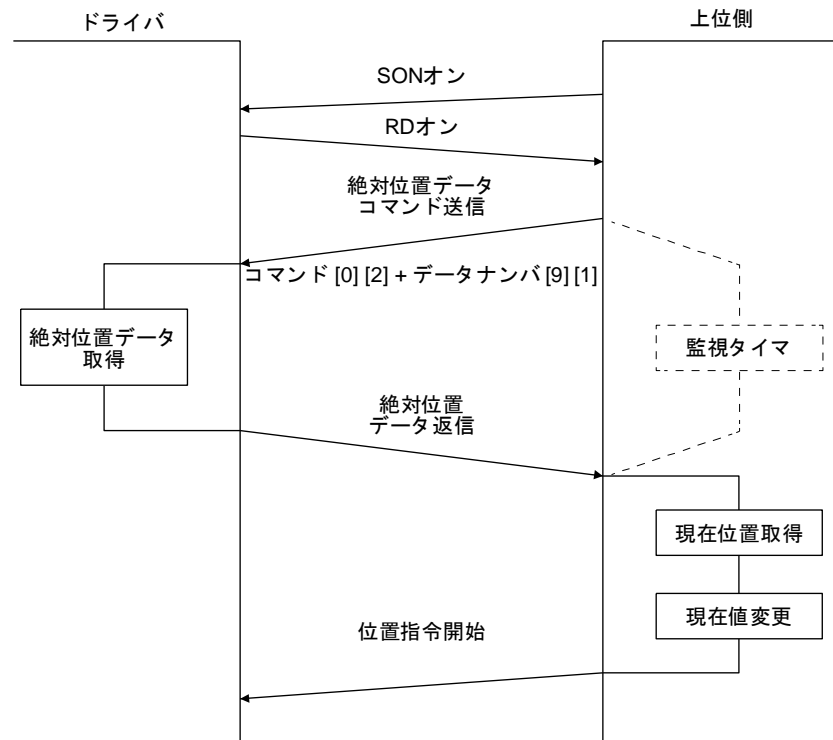 ドライバ
上位側
SONオン
RDオン
絶対位置データ
コマンド送信
コマンド [0] [2] + データナンバ [9] [1]
絶対位置データ
取得
監視タイマ
絶対位置
データ返信
現在位置取得
現在値変更
位置指令開始